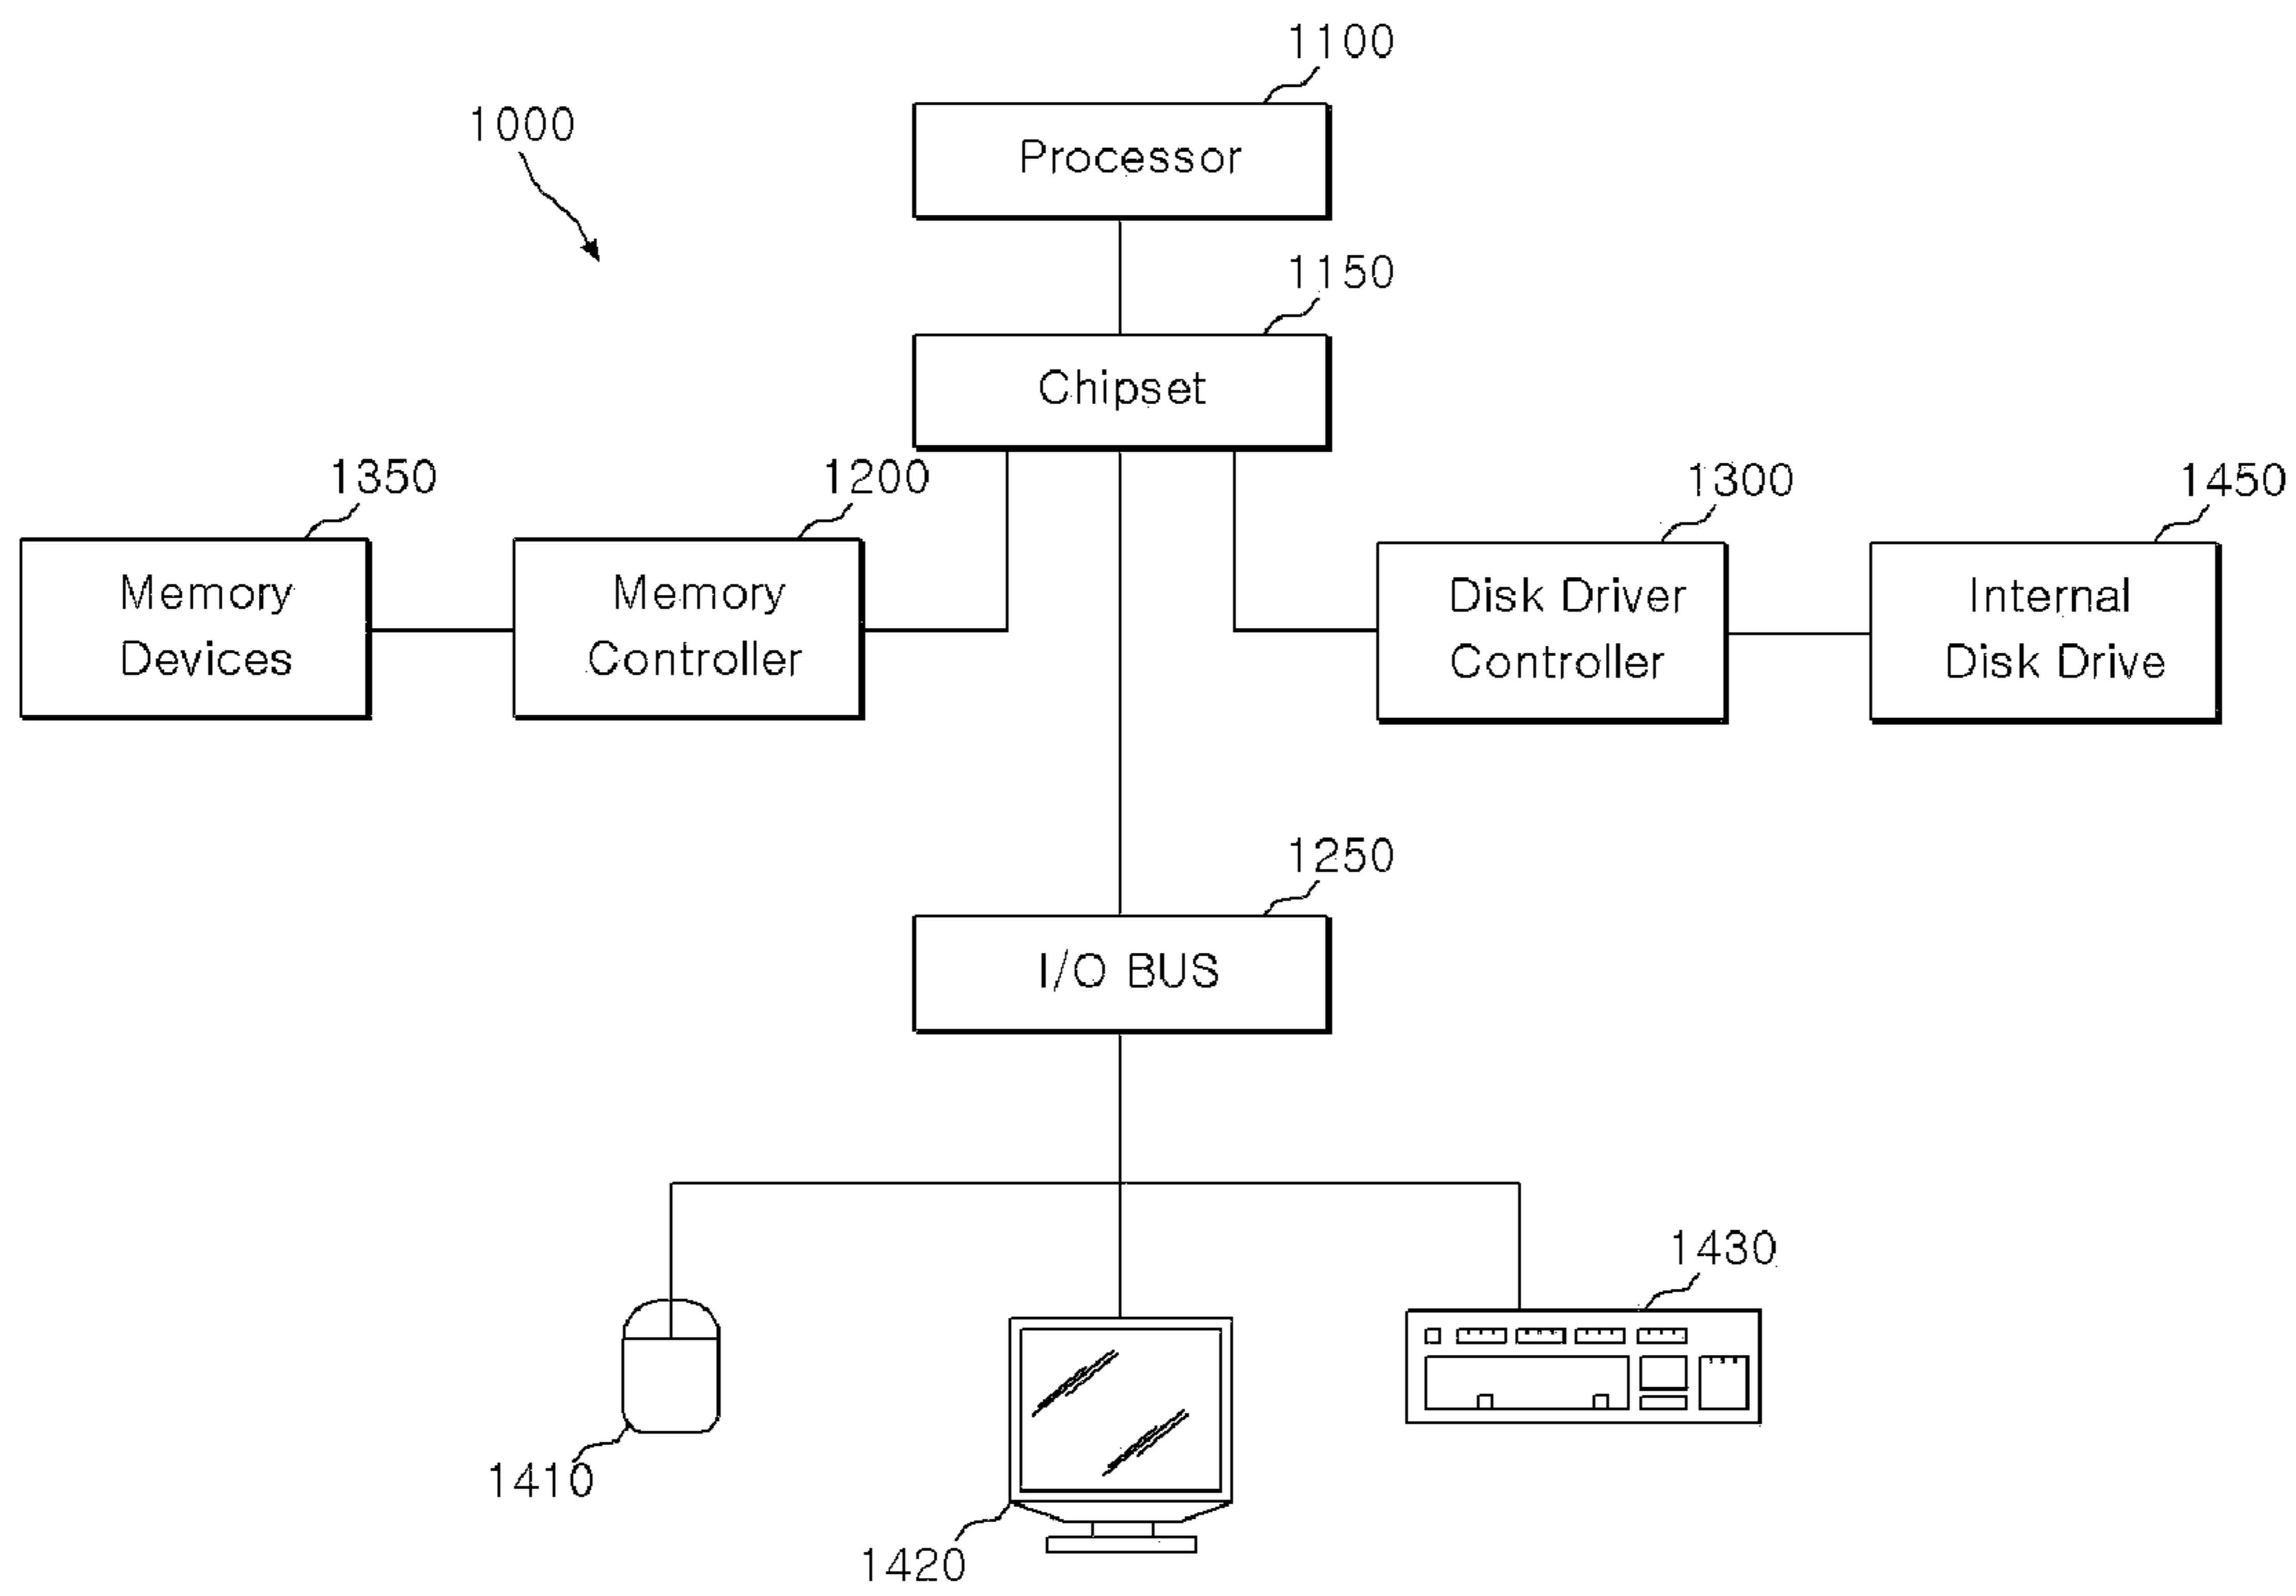 1100
1000
Processor
1150
Chipset
1350
1200
1300
1450
Memory
Devices
Memory
Controller
Disk Driver
Controller
Internal
Disk Drive
1250
I/O BUS
1430
1410
1420